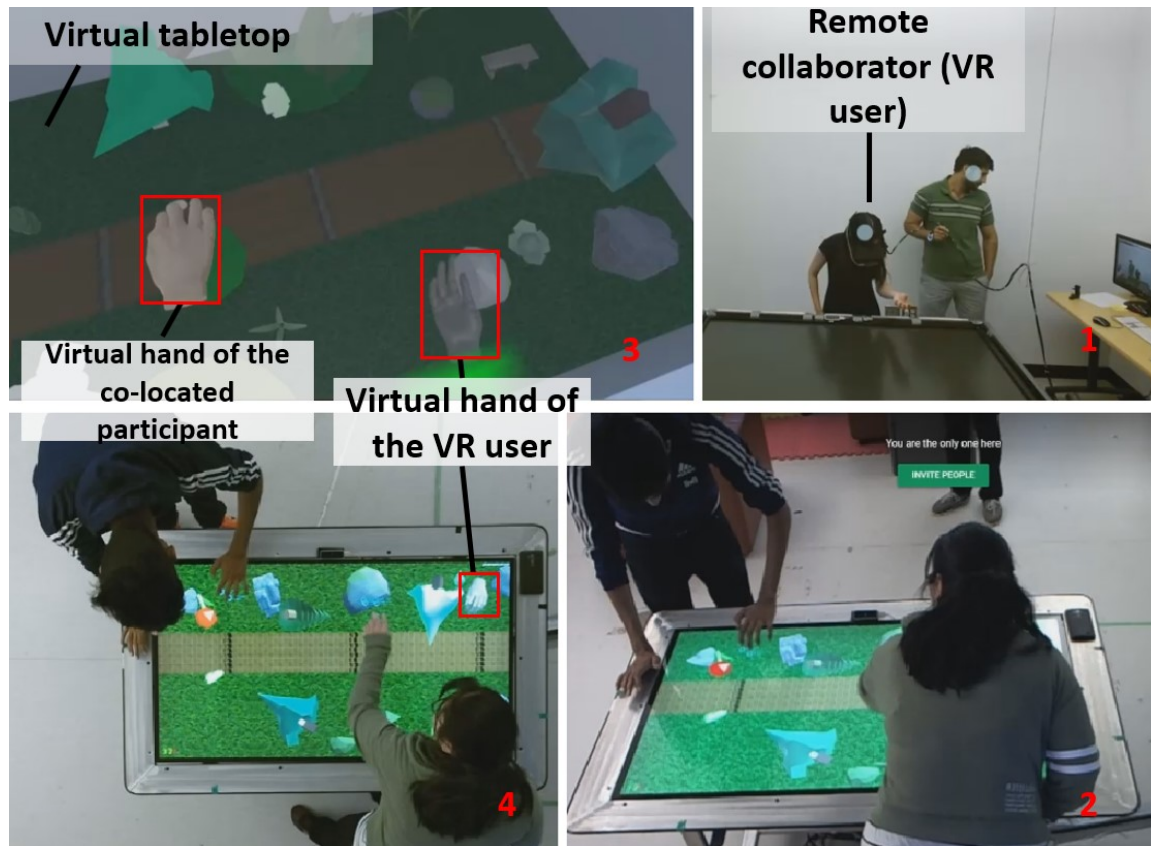 Virtual tabletop
Remote
collaborator (VR
user)
3
1
Virtual hand of the
co-located
participant
Virtual hand of
the VR user
You are the only one here
INVITE PEOPLE
4
2